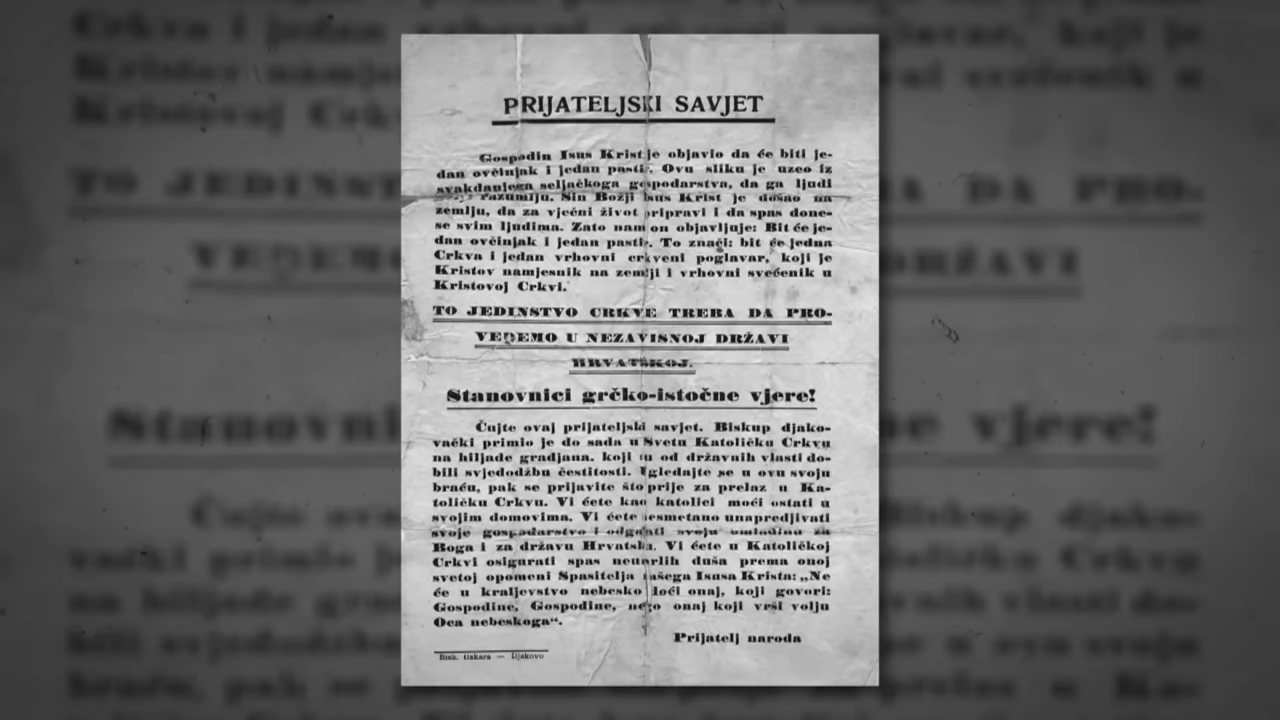 PRIJATELJSKI SAVJET
Gospodin Isus Krist je objavio da će biti je-
dan ovčinjak i jedan pastir. Ovu sliku je uzeo iz
svakdanjega seljačkoga gospodarstva, da ga ljudi
razumiju. Sin Božji Isus Krist je došao na
zemlju, da za vječni život pripravi i da spas done-
se svim ljudima. Zato nam on objavljuje: Bit će je-
dan ovčinjak i jedan pastir. To znači: bit će jedna
Crkva i jedan vrhovni crkveni poglavar, koji je
Kristov namjesnik na zemlji i vrhovni svećenik u
Kristovoj Crkvi.
TO JEDINSTVO CRKVE TREBA DA PRO-
VEDEMO U NEZAVISNOJ DRŽAVI
HRVATSKOJ.
Stanovnici grčko-istočne vjere!
Čujte ovaj prijateljski savjet. Biskup djako-
vački primio je do sada u Svetu Katoličku Crkvu
na hiljade gradjana, koji su od državnih vlasti do-
bili svjedodžbu čestitosti. Ugledajte se u ovu svoju
braću, pak se prijavite što prije za prelaz u Ka-
toličku Crkvu. Vi ćete kao katolici moći ostati u
svojim domovima. Vi ćete nesmetano unapredjivati
svoje gospodarstvo i odgajati svoju omladinu za
Boga i za državu Hrvatsku. Vi ćete u Katoličkoj
Crkvi osigurati spas neumrlih duša prema onoj
svetoj opomeni Spasitelja našega Isusa Krista: „Ne
će u kraljevstvo nebesko doći onaj, koji govori:
Gospodine, Gospodine, nego onaj koji vrši volju
Oca nebeskoga“.
Prijatelj naroda
Bisk. tiskara — Djakovo